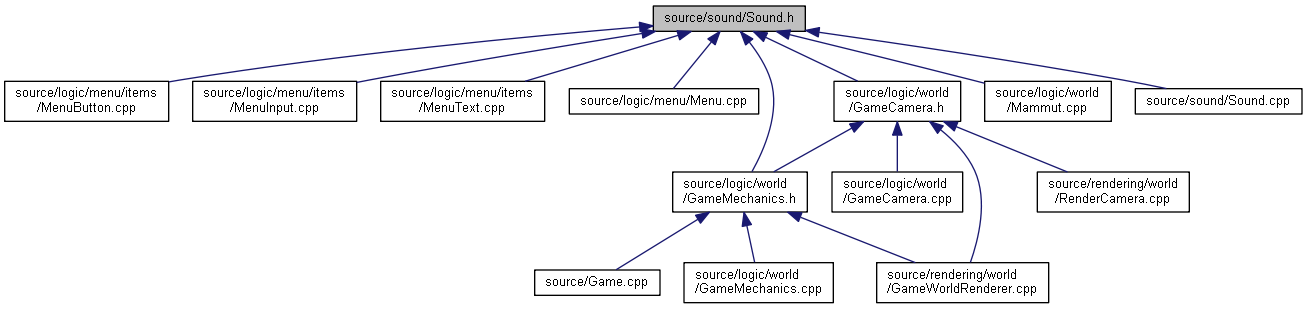 source/sound/Sound.h
source/logic/menu/items
/MenuButton.cpp
source/logic/menu/items
/MenuInput.cpp
source/logic/menu/items
/MenuText.cpp
source/logic/menu/Menu.cpp
source/logic/world
/GameCamera.h
source/logic/world
/Mammut.cpp
source/sound/Sound.cpp
source/logic/world
/GameMechanics.h
source/logic/world
/GameCamera.cpp
source/rendering/world
/RenderCamera.cpp
source/Game.cpp
source/logic/world
/GameMechanics.cpp
source/rendering/world
/GameWorldRenderer.cpp